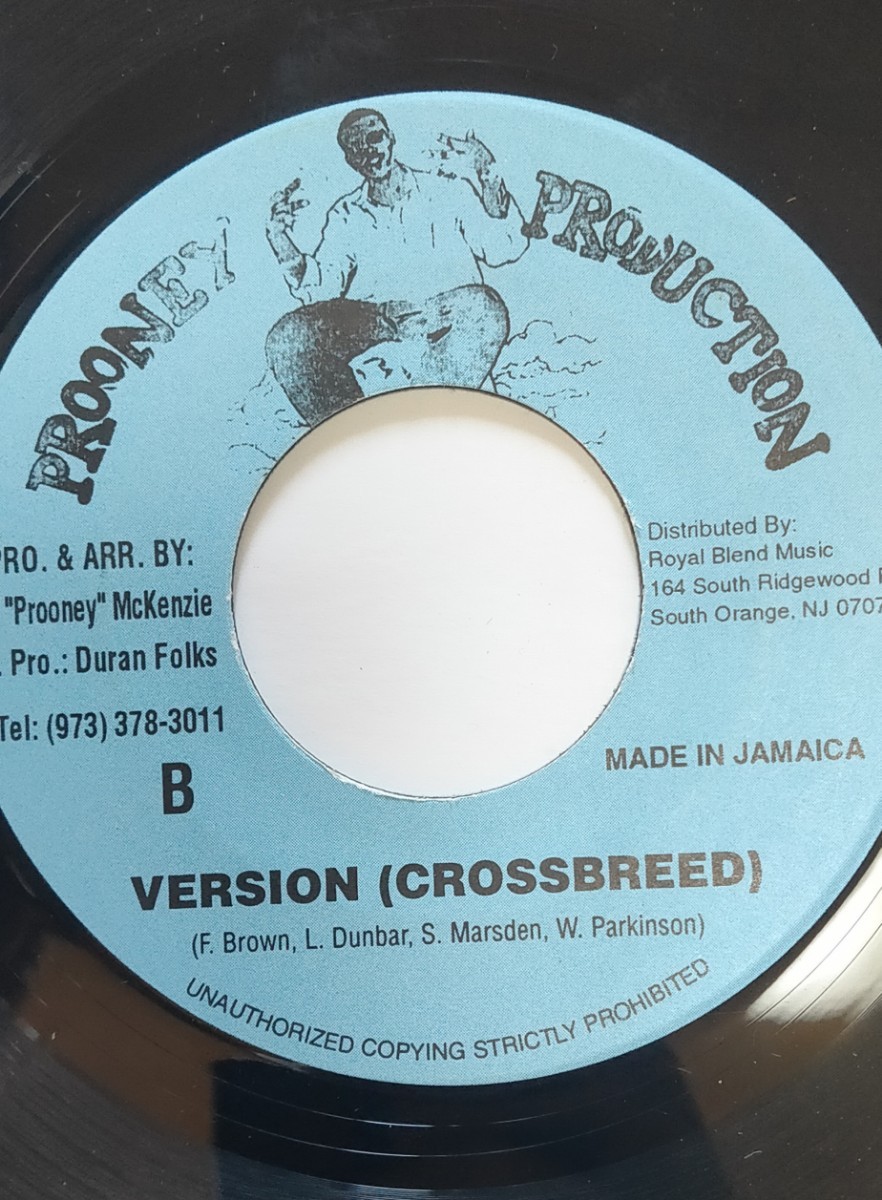 PROONEY PRODUCTION
PRO. & ARR. BY:
"Prooney" McKenzie
Pro.: Duran Folks
Tel: (973) 378-3011
B
Distributed By:
Royal Blend Music
164 South Ridgewood
South Orange, NJ 0707
MADE IN JAMAICA
VERSION (CROSSBREED)
(F. Brown, L. Dunbar, S. Marsden, W. Parkinson)
UNAUTHORIZED COPYING STRICTLY PROHIBITED